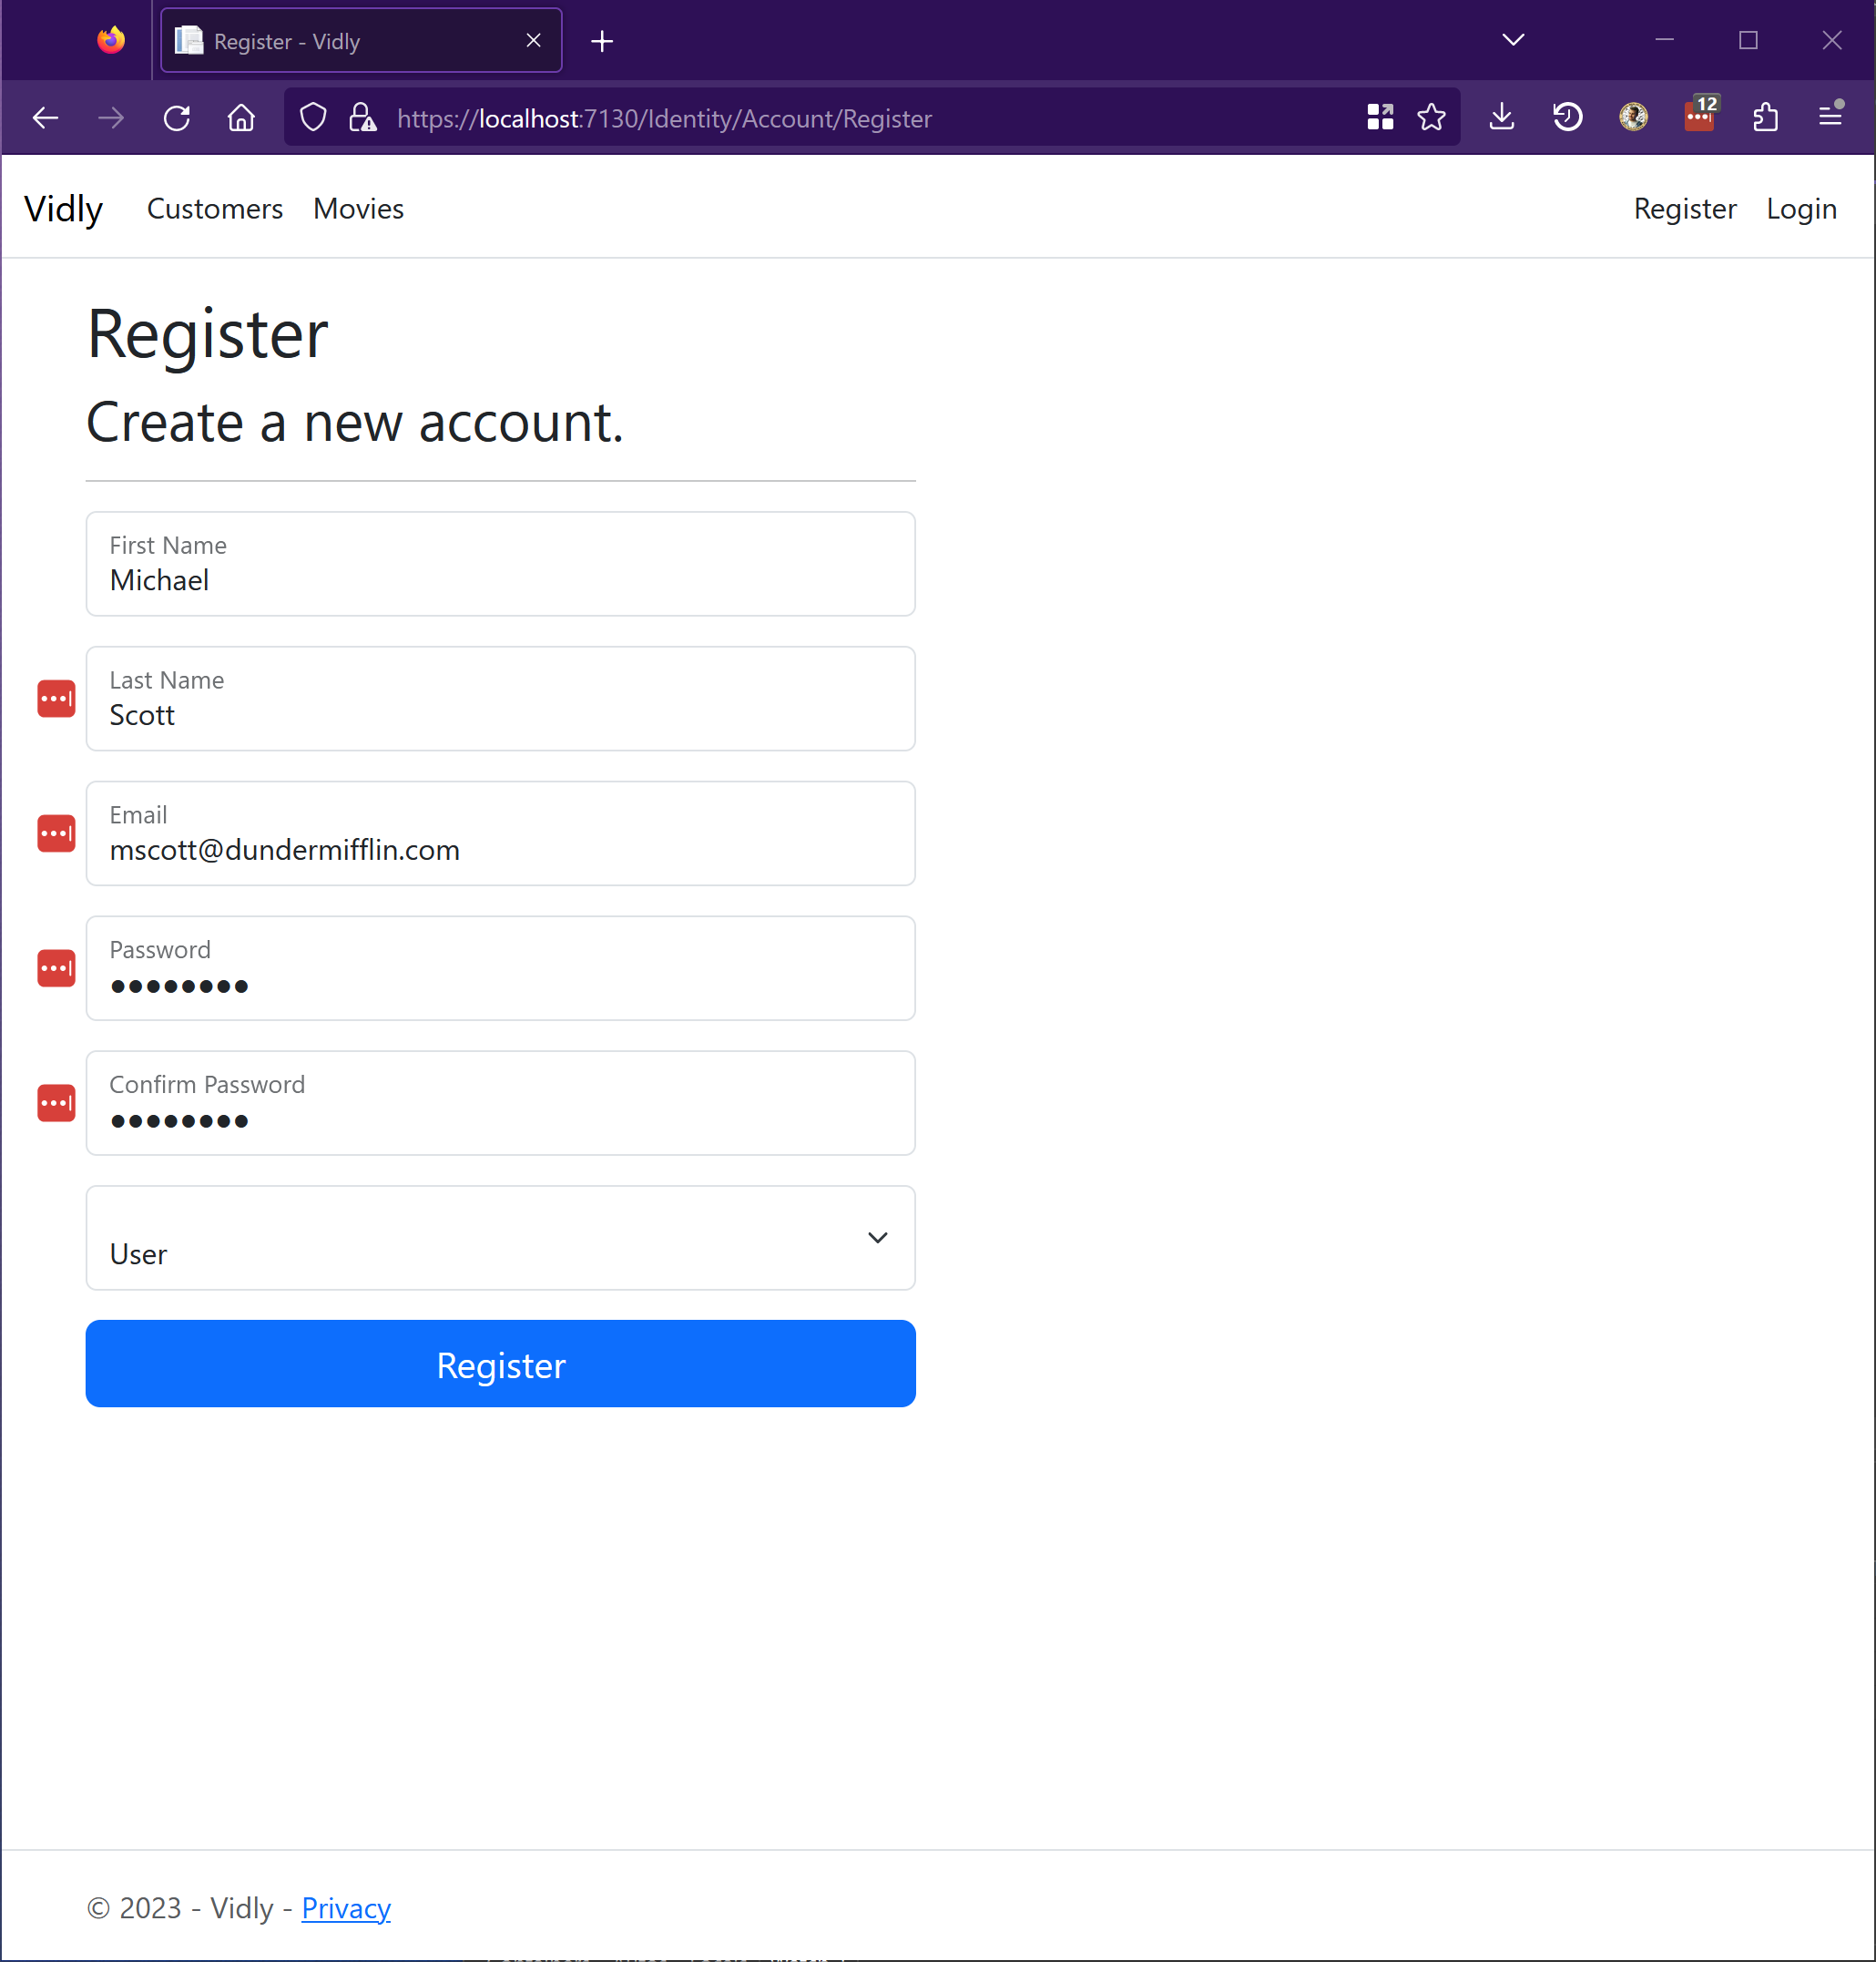 Register - Vidly
https://localhost:7130/Identity/Account/Register
12
Vidly Customers Movies Register Login
Register
Create a new account.
First Name
Michael
Last Name
Scott
Email
mscott@dundermifflin.com
Password
Confirm Password
User
Register
© 2023 - Vidly - Privacy